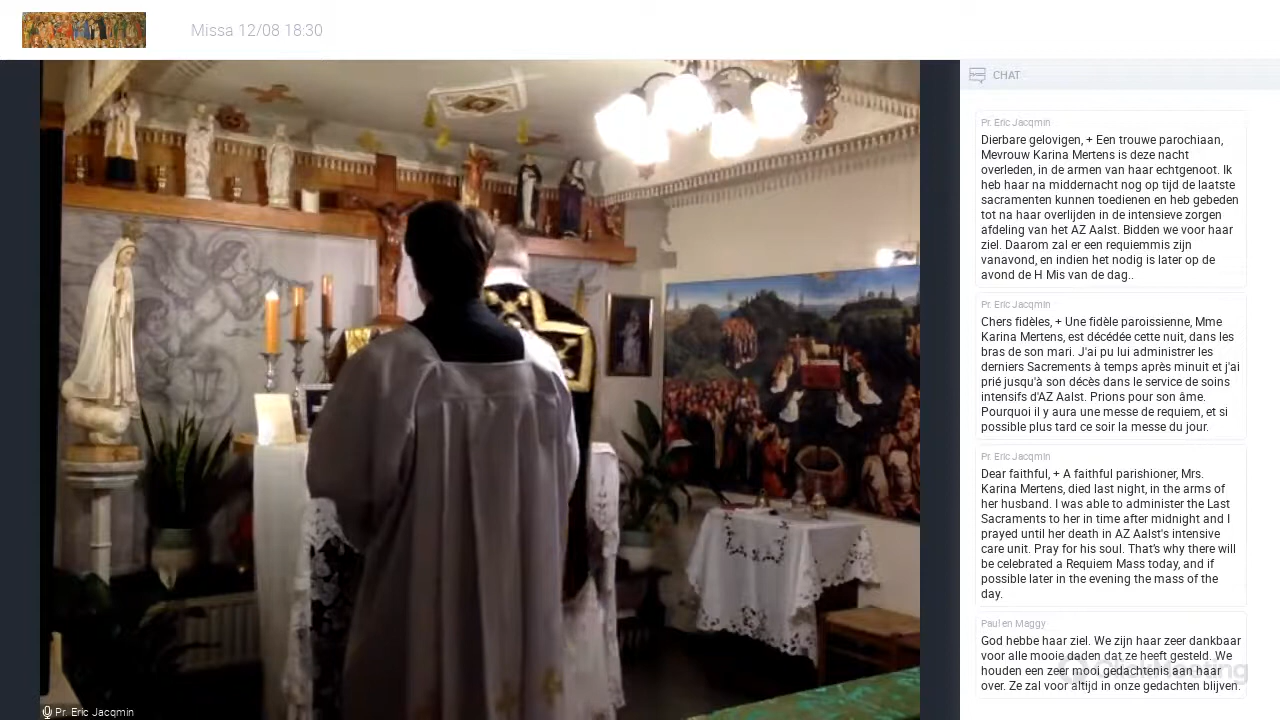 Missa 12/08 18:30
CHAT
Pr. Eric Jacqmin
Dierbare gelovigen, + Een trouwe parochiaan,
Mevrouw Karina Mertens is deze nacht
overleden, in de armen van haar echtgenoot. Ik
heb haar na middernacht nog op tijd de laatste
sacramenten kunnen toedienen en heb gebeden
tot na haar overlijden in de intensieve zorgen
afdeling van het AZ Aalst. Bidden we voor haar
ziel. Daarom zal er een requiemmis zijn
vanavond, en indien het nodig is later op de
avond de H Mis van de dag..
Pr. Eric Jacqmin
Chers fidèles, + Une fidèle paroissienne, Mme
Karina Mertens, est décédée cette nuit, dans les
bras de son mari. J'ai pu lui administrer les
derniers Sacrements à temps après minuit et j'ai
prié jusqu'à son décès dans le service de soins
intensifs d'AZ Aalst. Prions pour son âme.
Pourquoi il y aura une messe de requiem, et si
possible plus tard ce soir la messe du jour.
Pr. Eric Jacqmin
Dear faithful, + A faithful parishioner, Mrs.
Karina Mertens, died last night, in the arms of
her husband. I was able to administer the Last
Sacraments to her in time after midnight and I
prayed until her death in AZ Aalst's intensive
care unit. Pray for his soul. That's why there will
be celebrated a Requiem Mass today, and if
possible later in the evening the mass of the
day.
Paul en Maggy
God hebbe haar ziel. We zijn haar zeer dankbaar
voor alle mooie daden dat ze heeft gesteld. We
houden een zeer mooi gedachtenis aan haar
over. Ze zal voor altijd in onze gedachten blijven.
Pr. Eric Jacqmin